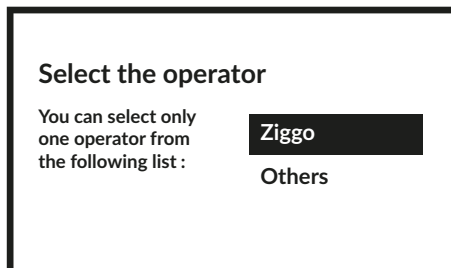 Select the operator
You can select only
one operator from
the following list :
Ziggo
Others